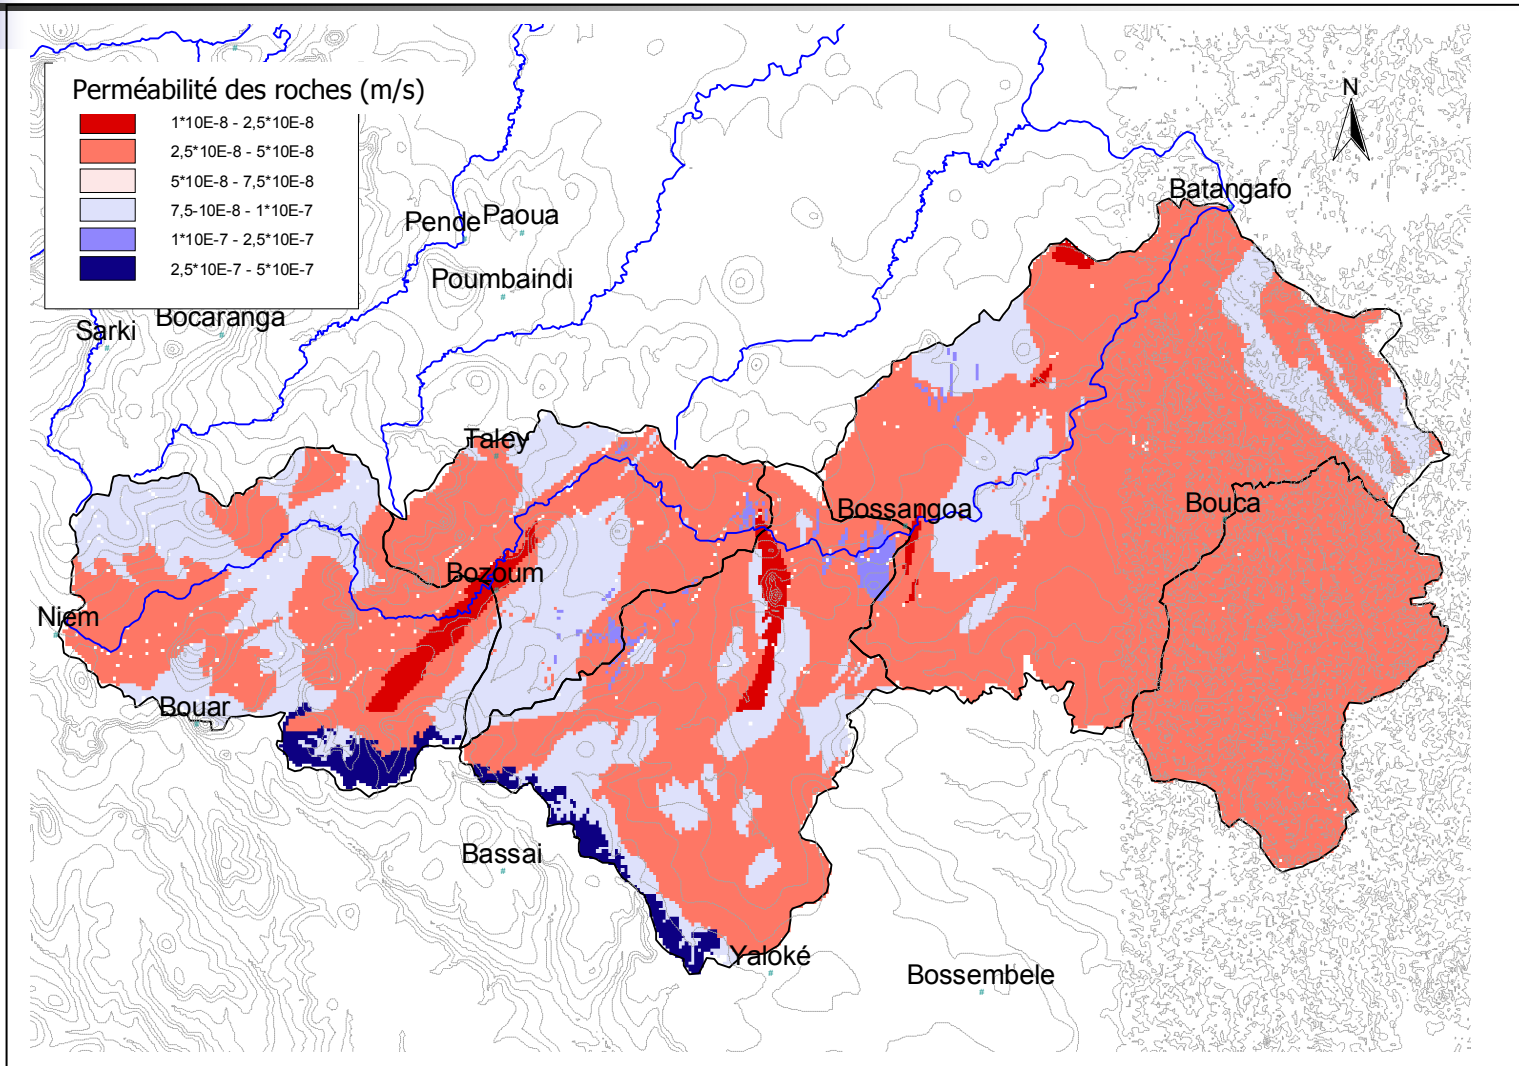 Perméabilité des roches (m/s)
1*10E-8 - 2,5*10E-8
2,5*10E-8 - 5*10E-8
5*10E-8 - 7,5*10E-8
7,5-10E-8 - 1*10E-7
1*10E-7 - 2,5*10E-7
2,5*10E-7 - 5*10E-7
N
Batangafo
Pende
Paoua
Poumbaindi
Bocaranga
Sarki
Taley
Bossangoa
Bouca
Bozoum
Niem
Bouar
Bassai
Yaloké
Bossembele